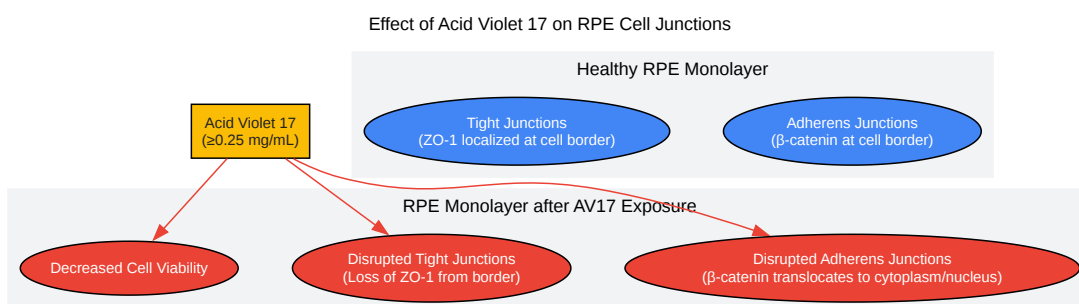 Effect of Acid Violet 17 on RPE Cell Junctions
Healthy RPE Monolayer
Acid Violet 17
(≥0.25 mg/mL)
Tight Junctions
(ZO-1 localized at cell border)
Adherens Junctions
(β-catenin at cell border)
RPE Monolayer after AV17 Exposure
Decreased Cell Viability
Disrupted Tight Junctions
(Loss of ZO-1 from border)
Disrupted Adherens Junctions
(β-catenin translocates to cytoplasm/nucleus)